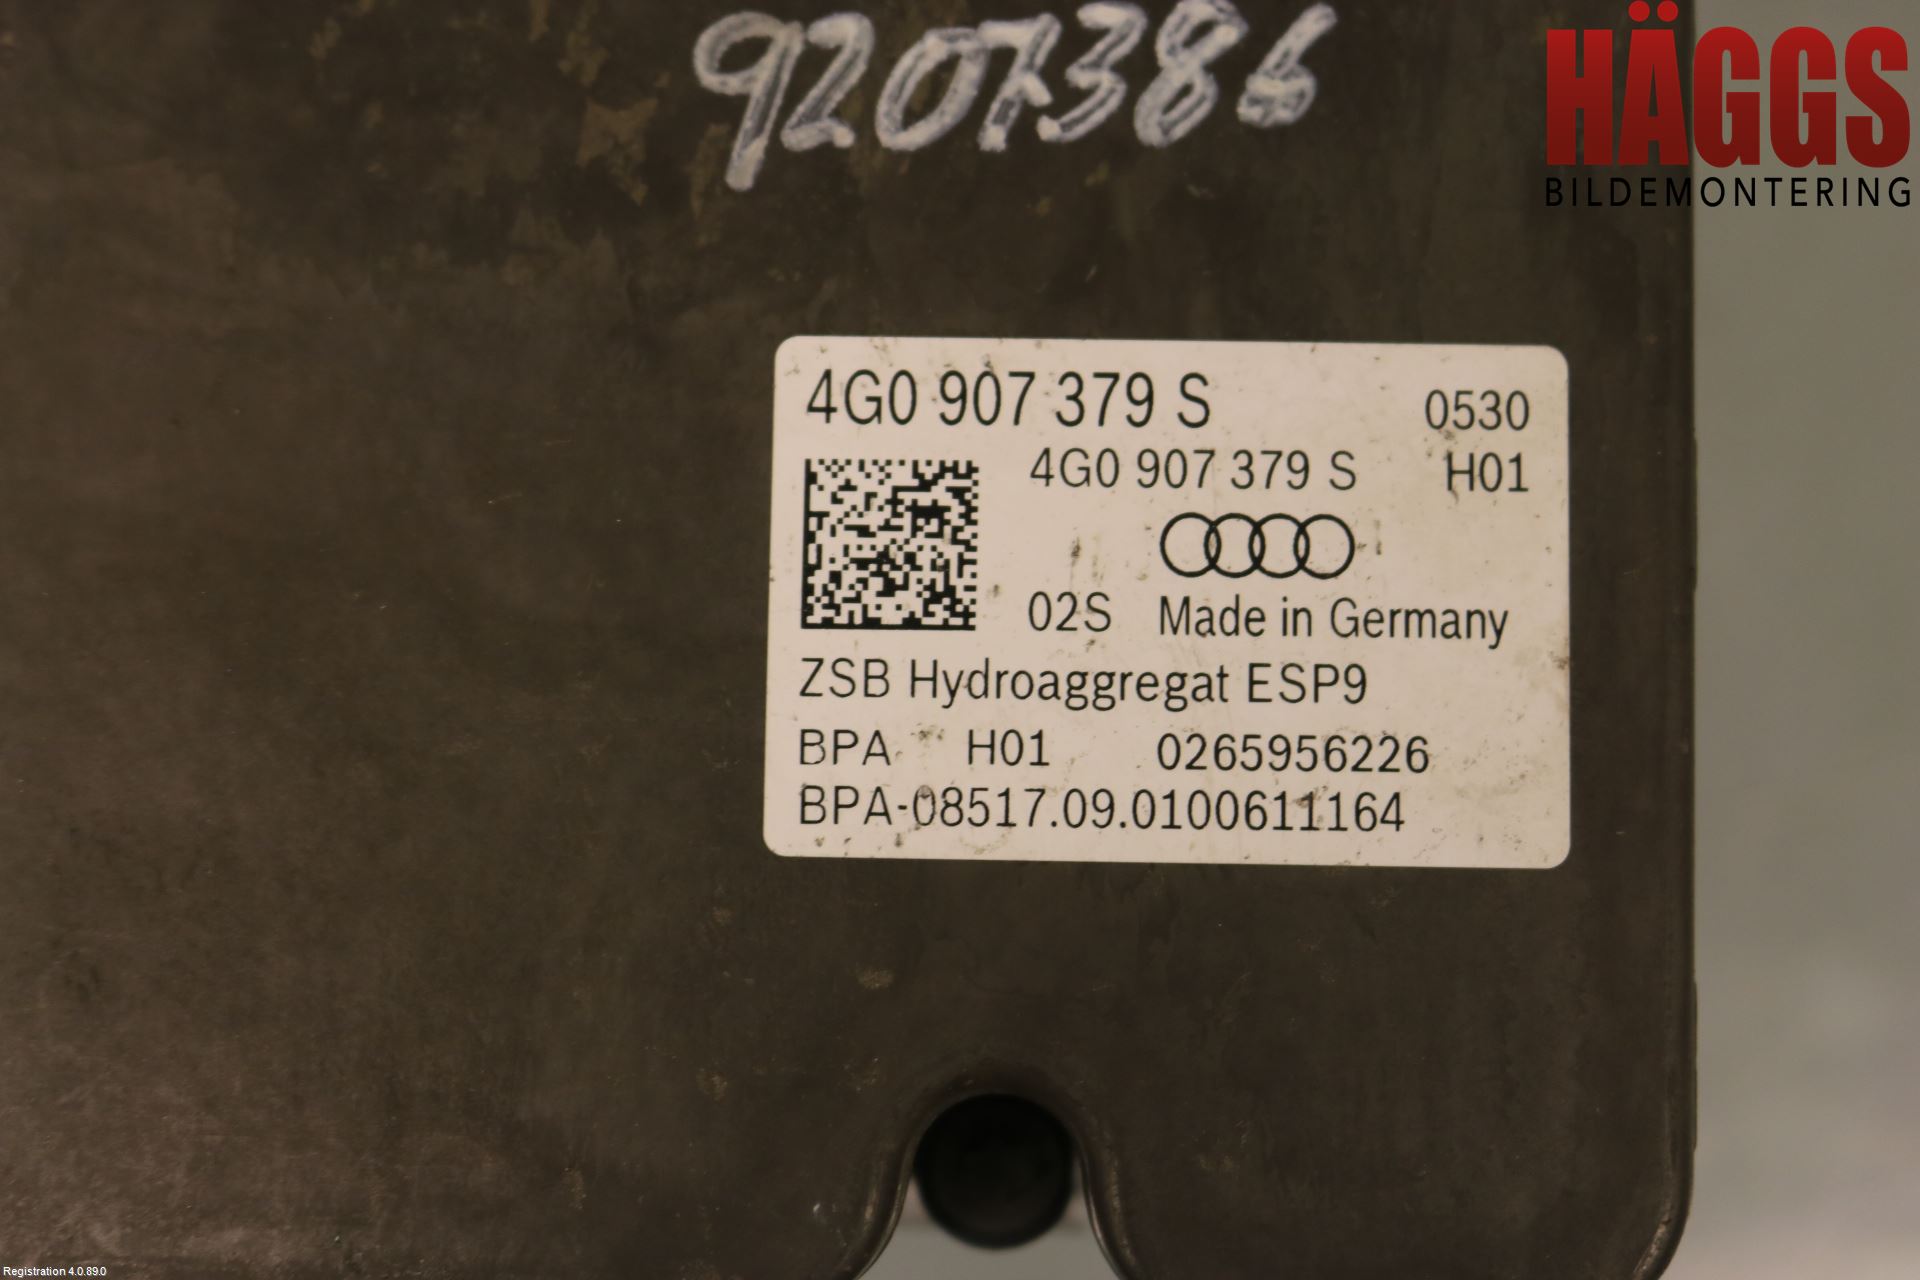 9207386
HÄGGS
BILDEMONTERING
4G0 907 379 S 0530
4G0 907 379 S H01
02S Made in Germany
ZSB Hydroaggregat ESP9
BPA H01 0265956226
BPA-08517.09.0100611164
Registration 4.0.89.0